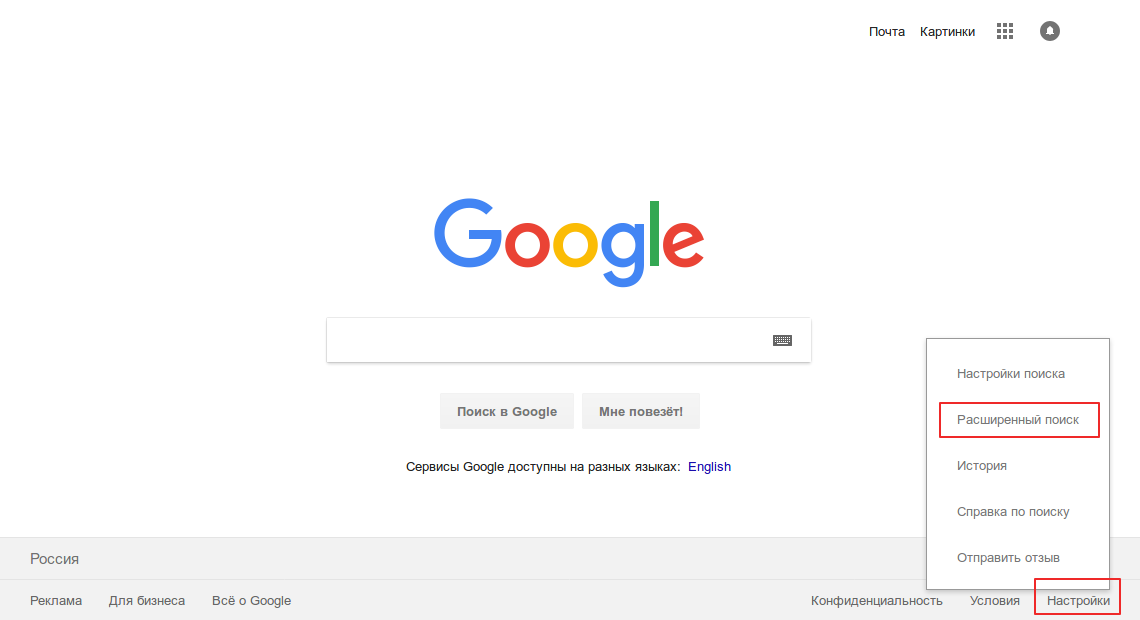 Почта Картинки
Google
Поиск в Google Мне повезёт!
Сервисы Google доступны на разных языках: English
Настройки поиска
Расширенный поиск
История
Справка по поиску
Отправить отзыв
Россия
Реклама Для бизнеса Всё о Google Конфиденциальность Условия Настройки